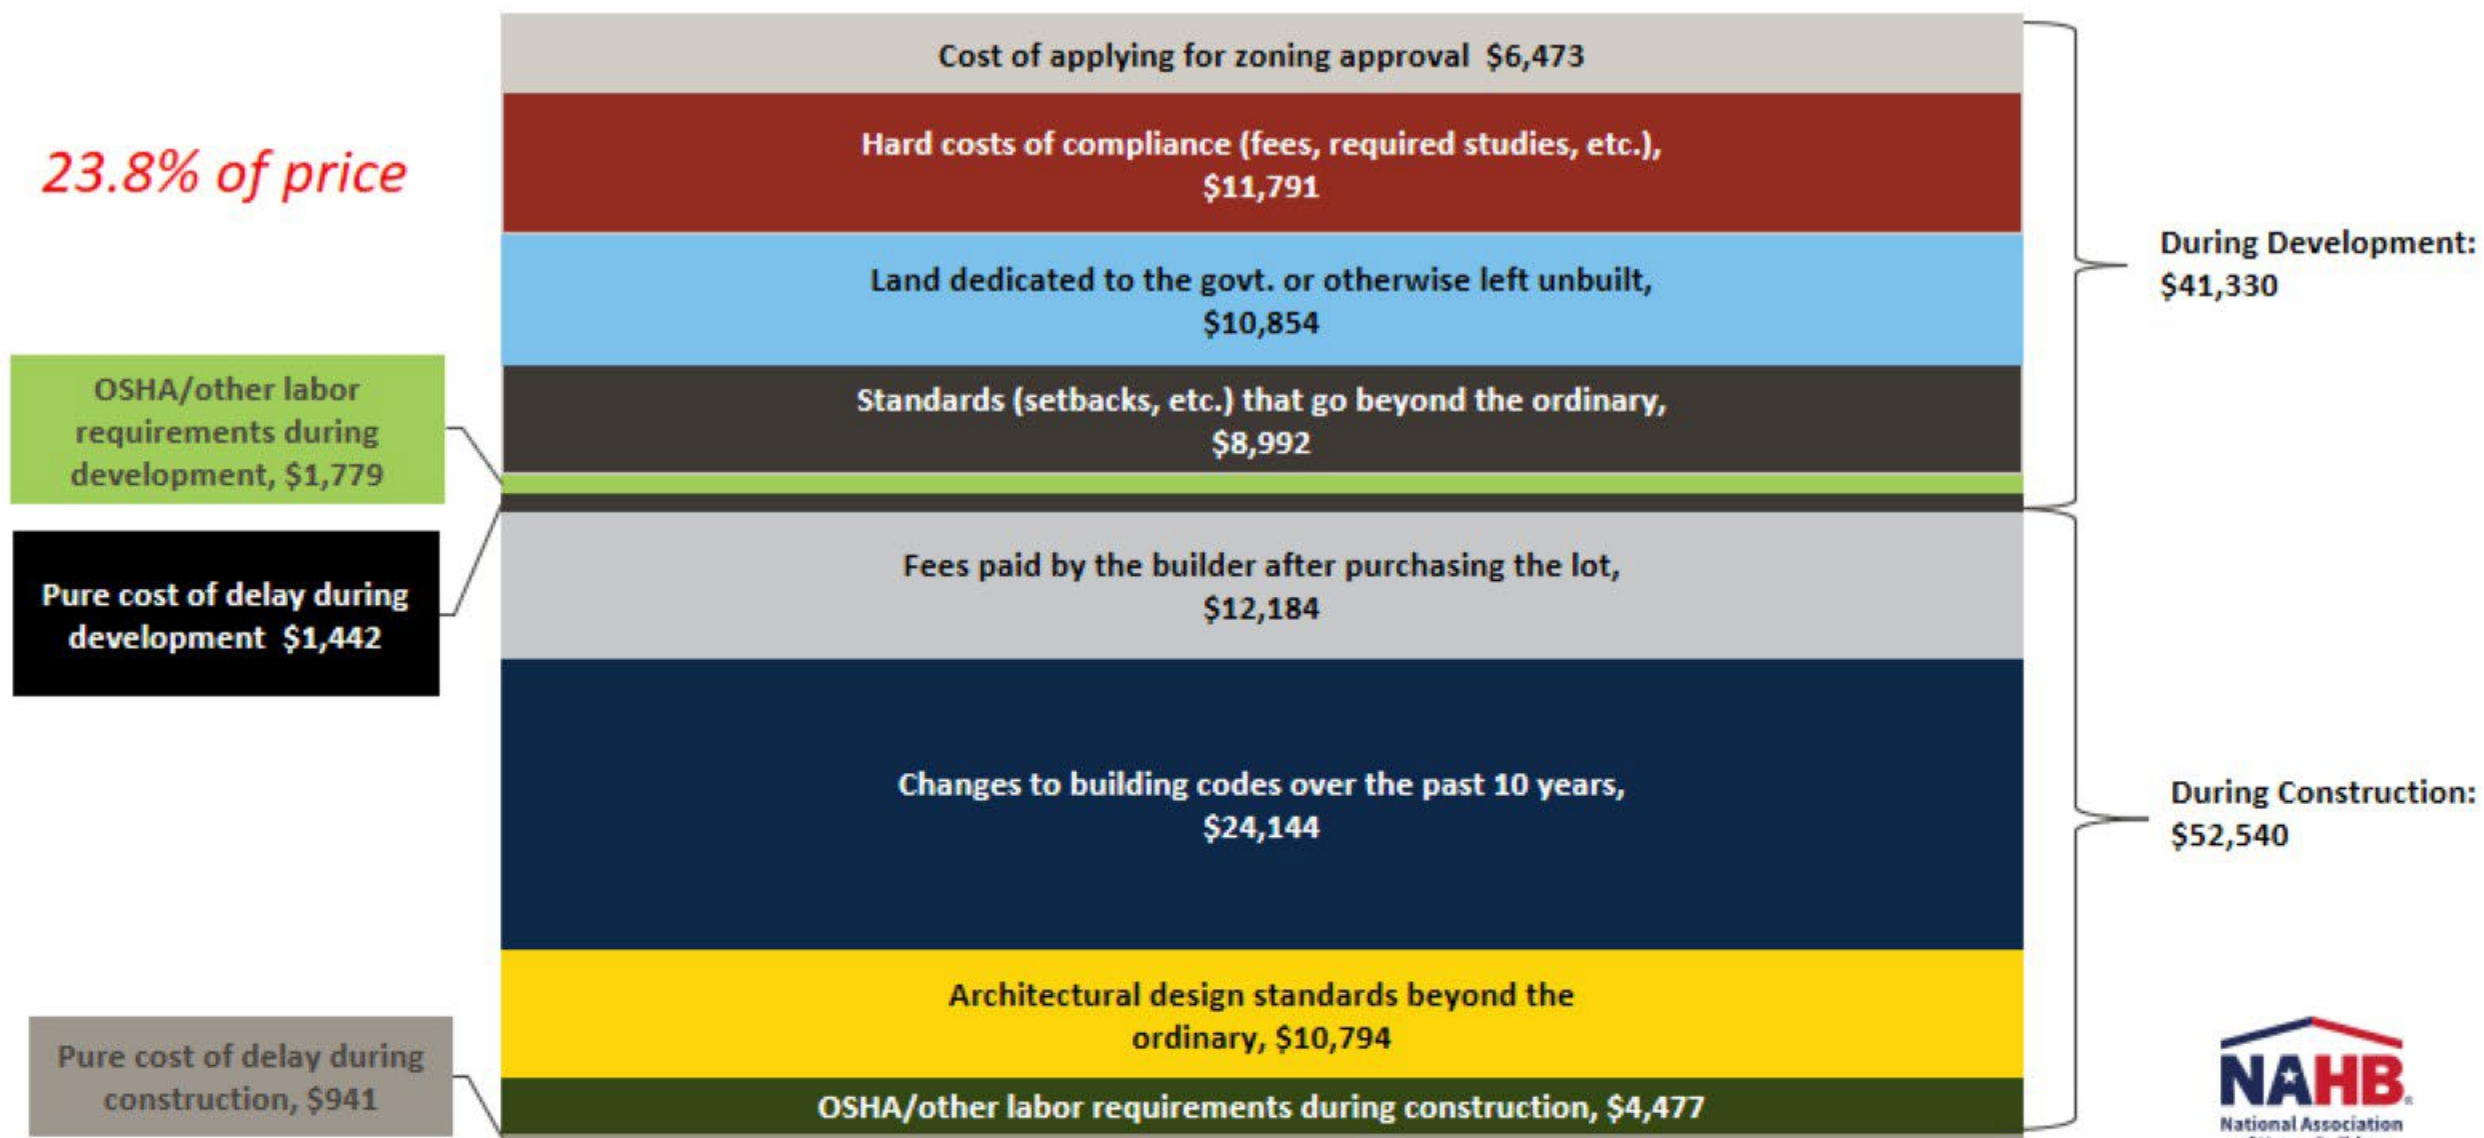 23.8% of price
Cost of applying for zoning approval  $6,473
Hard costs of compliance (fees, required studies, etc.),
$11,791
Land dedicated to the govt. or otherwise left unbuilt,
$10,854
Standards (setbacks, etc.) that go beyond the ordinary,
$8,992
OSHA/other labor
requirements during
development, $1,779
Pure cost of delay during
development  $1,442
During Development:
$41,330
Fees paid by the builder after purchasing the lot,
$12,184
Changes to building codes over the past 10 years,
$24,144
Architectural design standards beyond the
ordinary, $10,794
OSHA/other labor requirements during construction, $4,477
Pure cost of delay during
construction, $941
During Construction:
$52,540
NAHB®
National Association